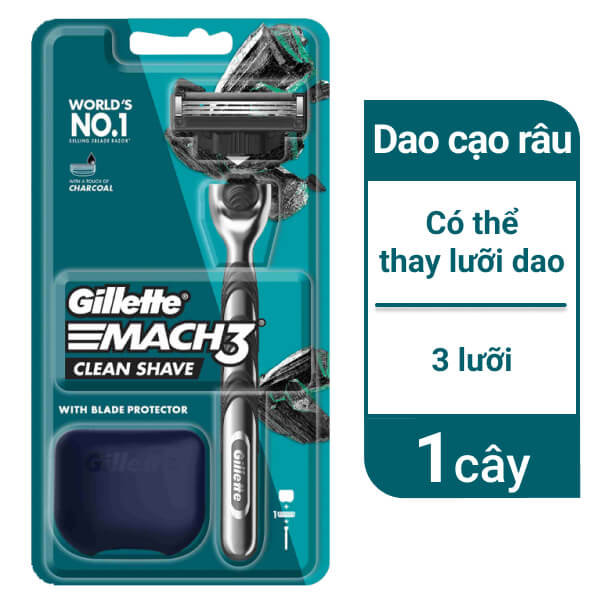 WORLD'S
NO.1
SELLING 3BLADE RAZOR*
WITH A TOUCH OF
CHARCOAL
Gillette®
MACH3®
CLEAN SHAVE
WITH BLADE PROTECTOR
Gillette
Gillette
1
Dao cạo râu
Có thể
thay lưỡi dao
3 lưỡi
1 cây